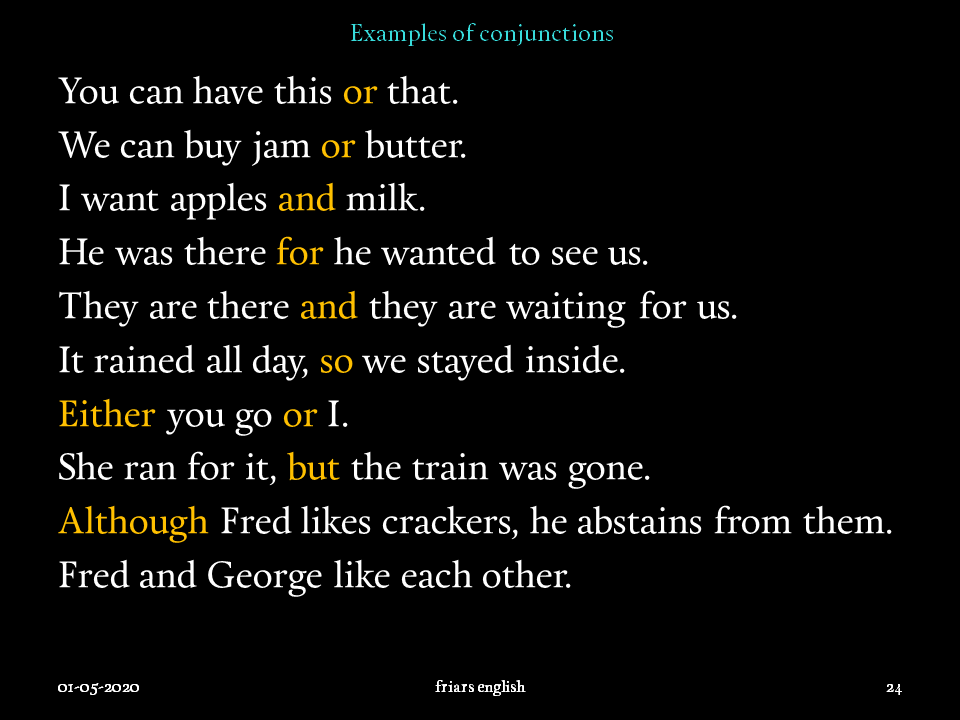 Examples of conjunctions
You can have this or that.
We can buy jam or butter.
I want apples and milk.
He was there for he wanted to see us.
They are there and they are waiting for us.
It rained all day, so we stayed inside.
Either you go or I.
She ran for it, but the train was gone.
Although Fred likes crackers, he abstains from them.
Fred and George like each other.
01-05-2020 friars english 24